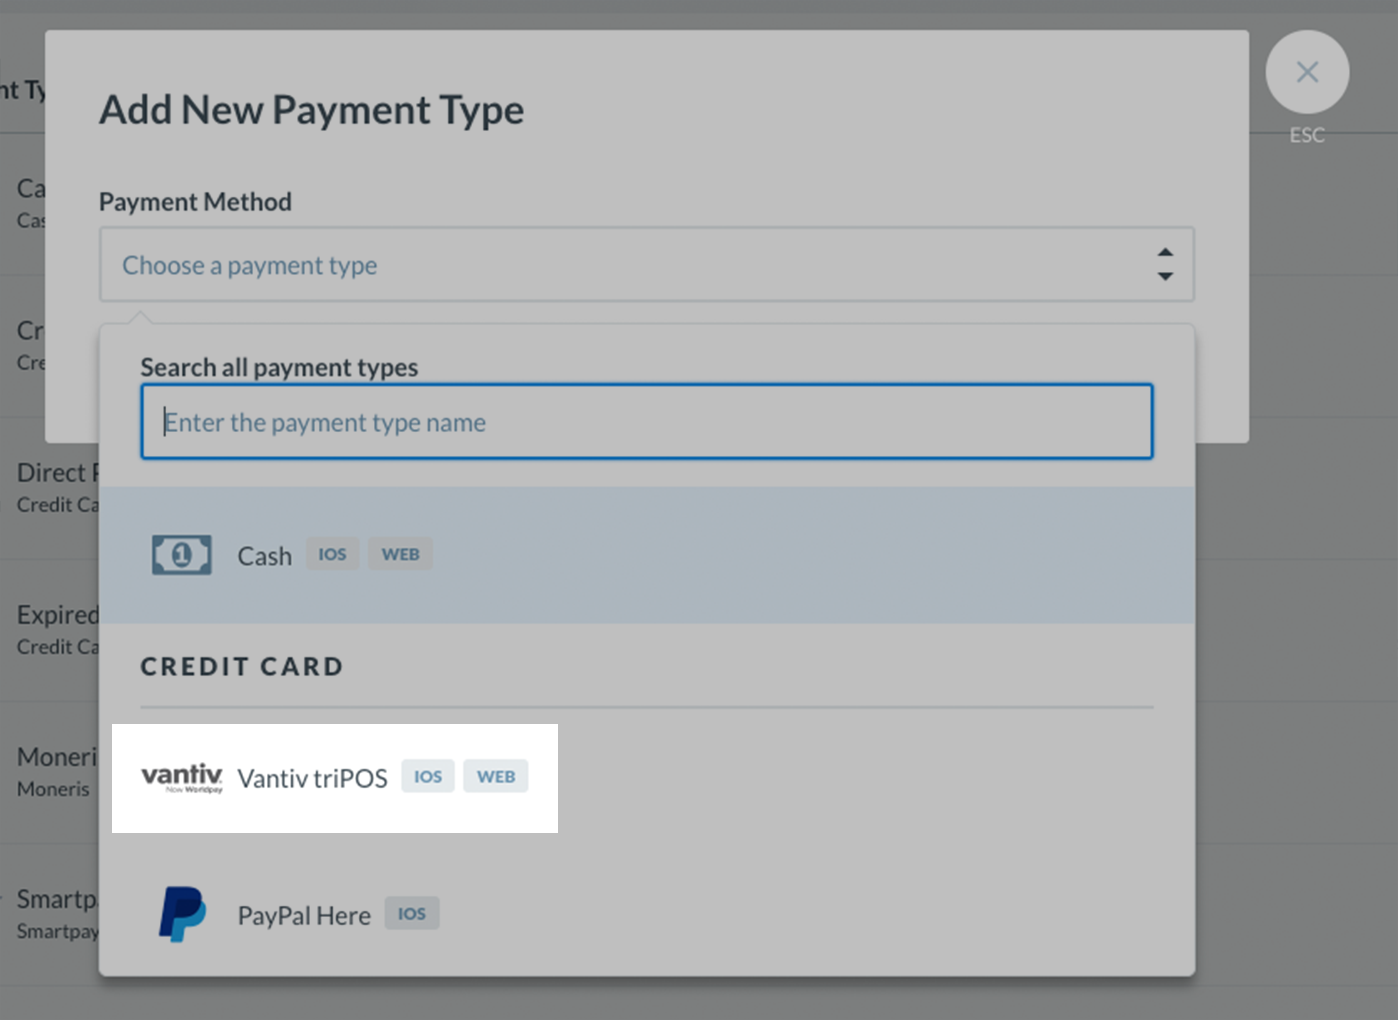 Add New Payment Type
ESC
Payment Method
Choose a payment type
Search all payment types
Enter the payment type name
1 Cash IOS WEB
CREDIT CARD
vantiv. Now Worldpay Vantiv triPOS IOS WEB
PayPal Here IOS
nt Ty
Ca
Cas
Cr
Cre
Direct
Credit Ca
Expired
Credit Ca
Moneri
Moneris
Smartp
Smartpay